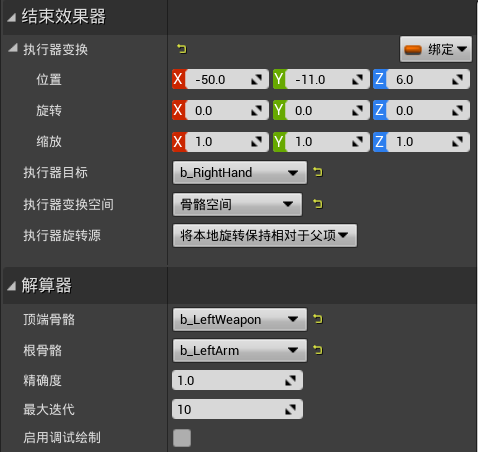 结束效果器
执行器变换 绑定
位置 X -50.0 Y -11.0 Z 6.0
旋转 X 0.0 Y 0.0 Z 0.0
缩放 X 1.0 Y 1.0 Z 1.0
执行器目标 b_RightHand
执行器变换空间 骨骼空间
执行器旋转源 将本地旋转保持相对于父项
解算器
顶端骨骼 b_LeftWeapon
根骨骼 b_LeftArm
精确度 1.0
最大迭代 10
启用调试绘制